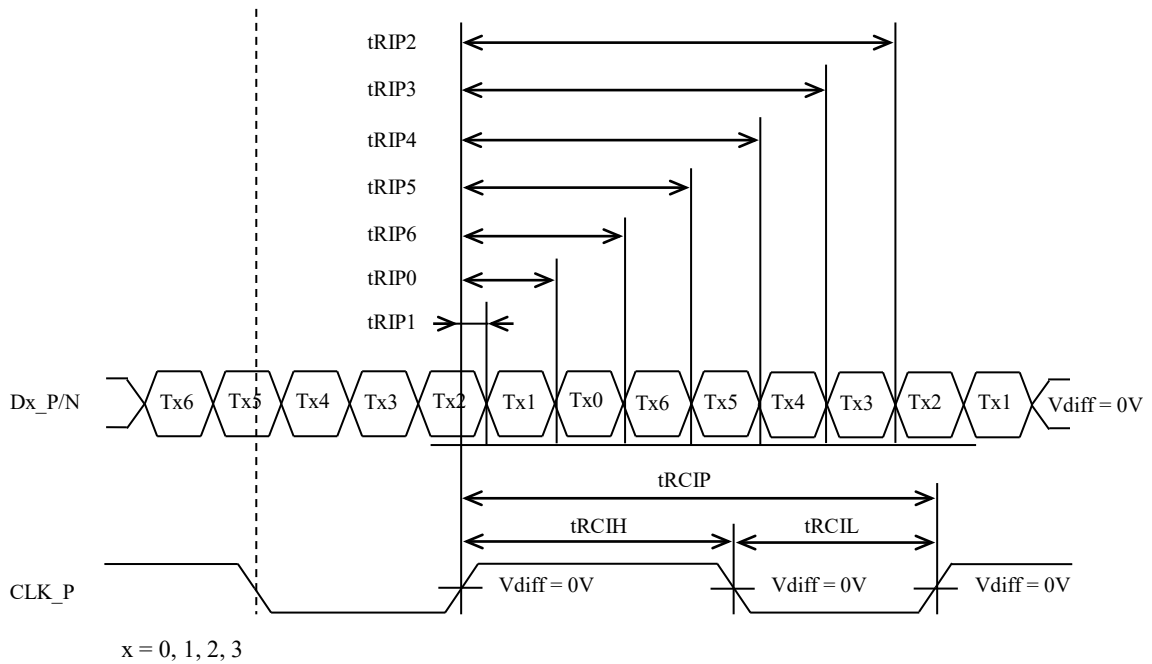 tRIP2
tRIP3
tRIP4
tRIP5
tRIP6
tRIP0
tRIP1
Dx_P/N Tx6 Tx5 Tx4 Tx3 Tx2 Tx1 Tx0 Tx6 Tx5 Tx4 Tx3 Tx2 Tx1 Vdiff = 0V
tRCIP
tRCIH tRCIL
CLK_P Vdiff = 0V Vdiff = 0V Vdiff = 0V
x = 0, 1, 2, 3